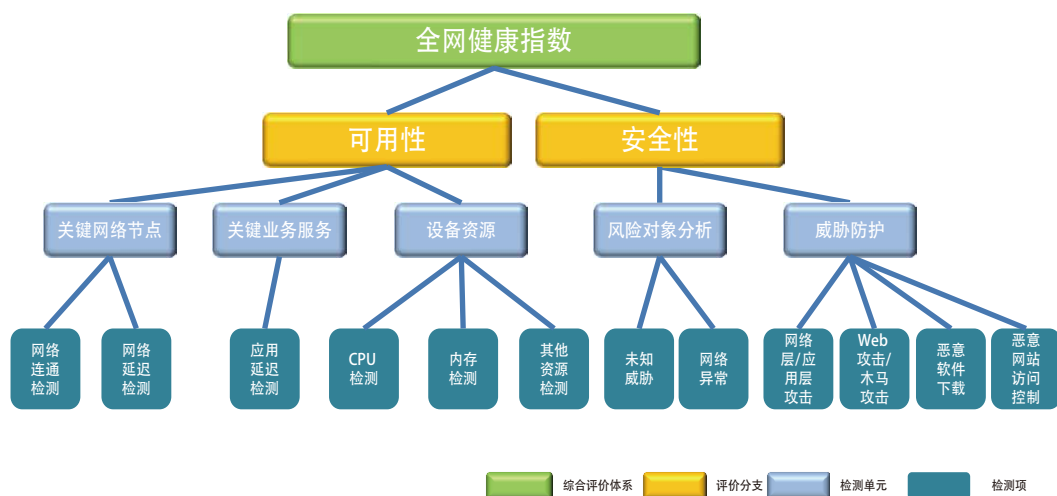 全网健康指数
可用性
安全性
关键网络节点
关键业务服务
设备资源
风险对象分析
威胁防护
网络
连通
检测
网络
延迟
检测
应用
延迟
检测
CPU
检测
内存
检测
其他
资源
检测
未知
威胁
网络
异常
网络
层/应
用层
攻击
Web
攻击/
木马
攻击
恶意
软件
下载
恶意
网站
访问
控制
综合评价体系
评价分支
检测单元
检测项